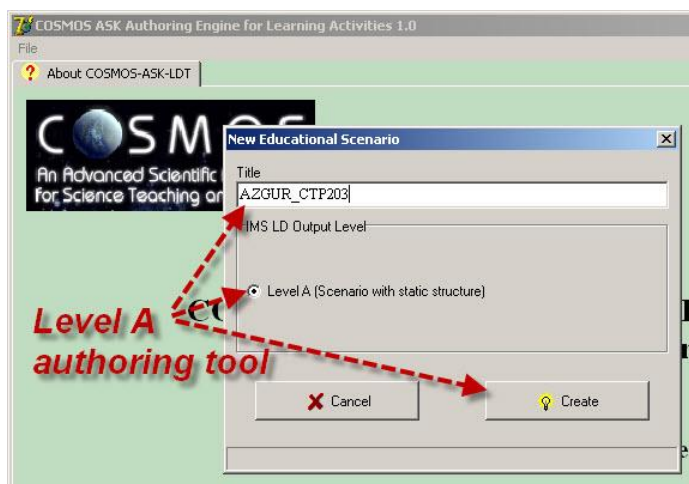 COSMOS ASK Authoring Engine for Learning Activities 1.0
File
? About COSMOS-ASK-LDT
COSMOS
An Advanced Scientific
for Science Teaching an
New Educational Scenario
Title
AZGUR_CTP203
IMS LD Output Level
Level A (Scenario with static structure)
Level A
authoring tool
Cancel
Create